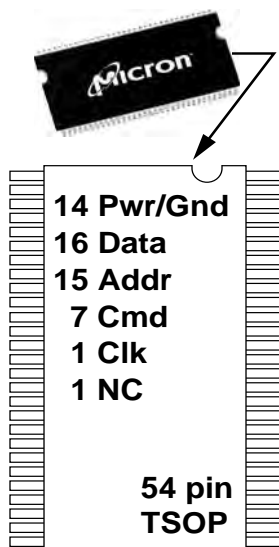 Micron
14 Pwr/Gnd
16 Data
15 Addr
7 Cmd
1 Clk
1 NC
54 pin
TSOP